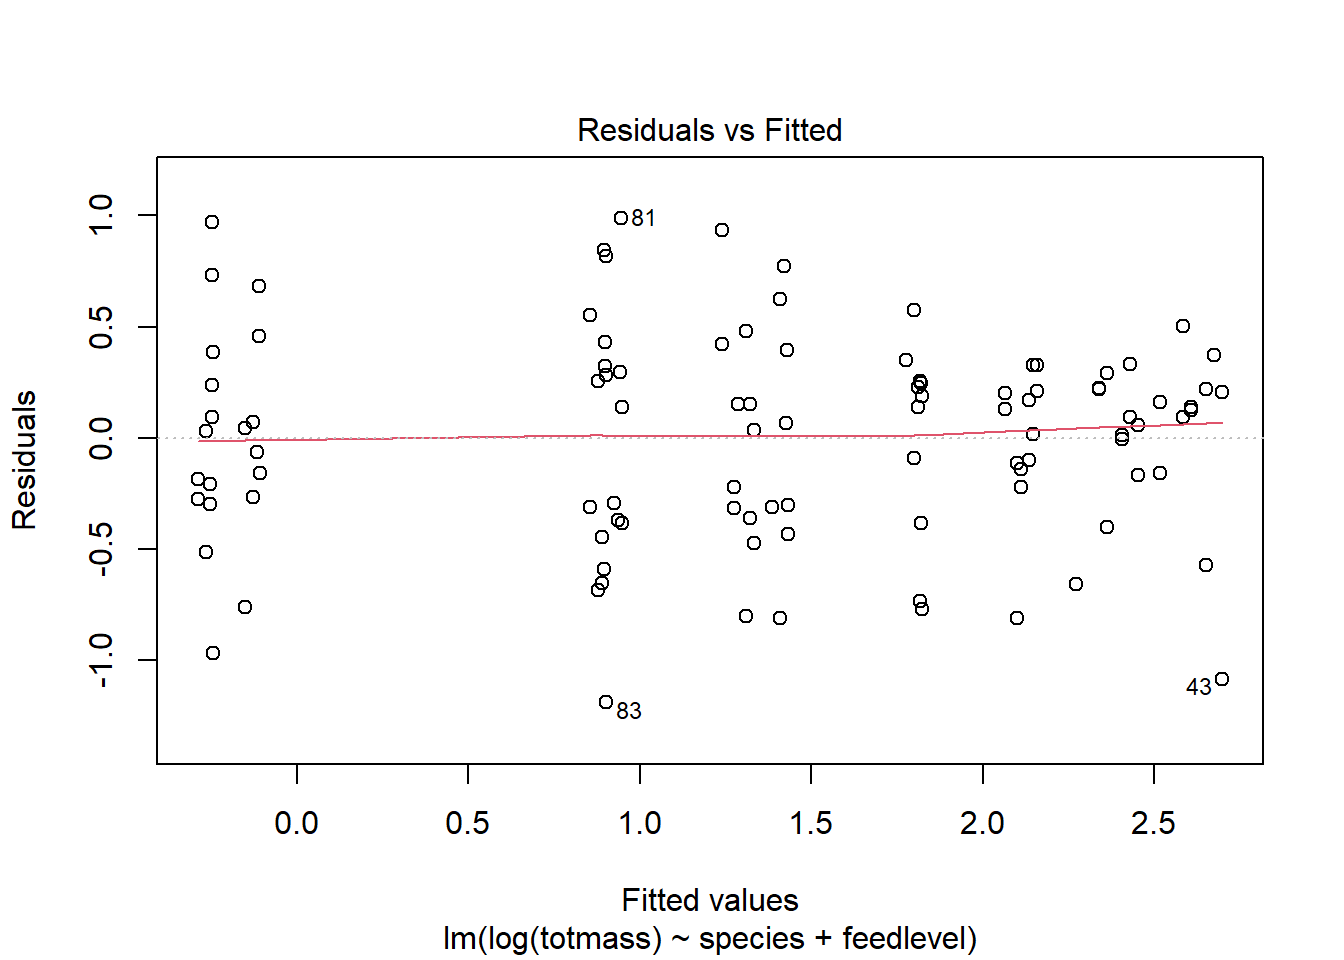 Residuals vs Fitted
Residuals
1.0
0.5
0.0
-0.5
-1.0
81
83
43
0.0 0.5 1.0 1.5 2.0 2.5
Fitted values
lm(log(totmass) ~ species + feedlevel)